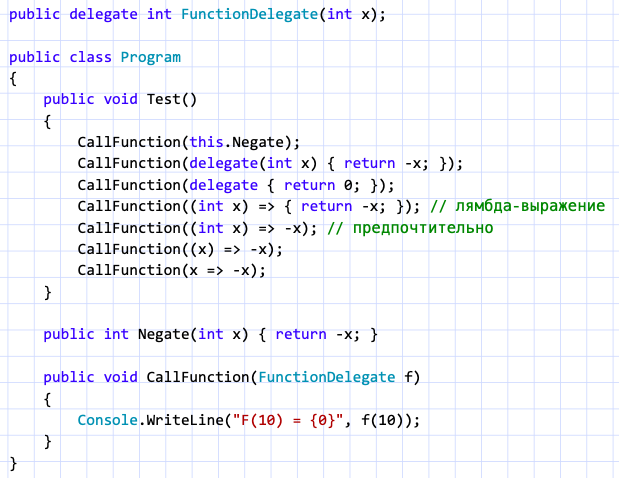 public delegate int FunctionDelegate(int x);
public class Program
{
public void Test()
{
CallFunction(this.Negate);
CallFunction(delegate(int x) { return -x; });
CallFunction(delegate { return 0; });
CallFunction((int x) => { return -x; }); // лямбда-выражение
CallFunction((int x) => -x); // предпочтительно
CallFunction((x) => -x);
CallFunction(x => -x);
}
public int Negate(int x) { return -x; }
public void CallFunction(FunctionDelegate f)
{
Console.WriteLine("F(10) = {0}", f(10));
}
}